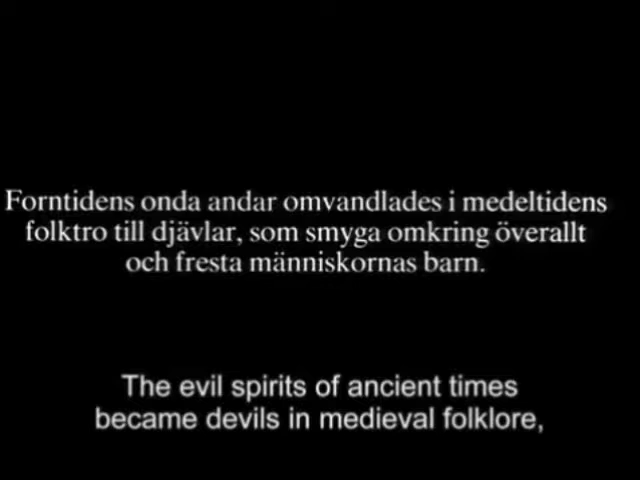 Forntidens onda andar omvandlades i medeltidens
folktro till djävlar, som smyga omkring överallt
och fresta människornas barn.
The evil spirits of ancient times
became devils in medieval folklore,